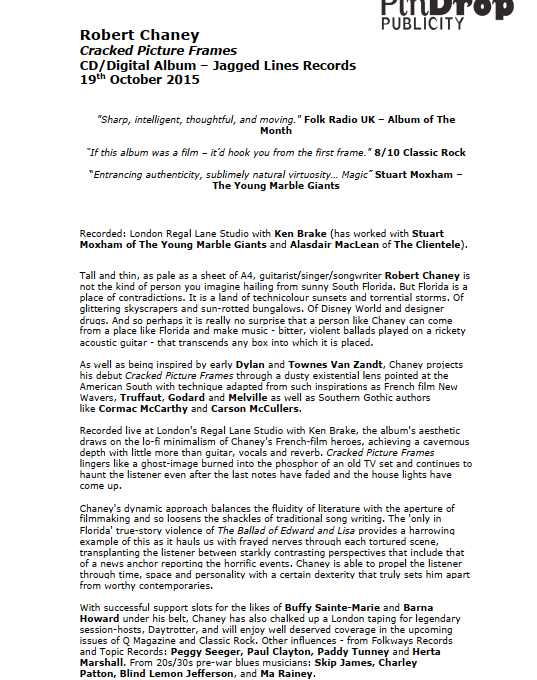 PinDrop
PUBLICITY
Robert Chaney
Cracked Picture Frames
CD/Digital Album – Jagged Lines Records
19th October 2015
"Sharp, intelligent, thoughtful, and moving." Folk Radio UK – Album of The
Month
"If this album was a film – it'd hook you from the first frame." 8/10 Classic Rock
"Entrancing authenticity, sublimely natural virtuosity… Magic" Stuart Moxham –
The Young Marble Giants
Recorded: London Regal Lane Studio with Ken Brake (has worked with Stuart
Moxham of The Young Marble Giants and Alasdair MacLean of The Clientele).
Tall and thin, as pale as a sheet of A4, guitarist/singer/songwriter Robert Chaney is
not the kind of person you imagine hailing from sunny South Florida. But Florida is a
place of contradictions. It is a land of technicolour sunsets and torrential storms. Of
glittering skyscrapers and sun-rotted bungalows. Of Disney World and designer
drugs. And so perhaps it is really no surprise that a person like Chaney can come
from a place like Florida and make music - bitter, violent ballads played on a rickety
acoustic guitar - that transcends any box into which it is placed.
As well as being inspired by early Dylan and Townes Van Zandt, Chaney projects
his debut Cracked Picture Frames through a dusty existential lens pointed at the
American South with technique adapted from such inspirations as French film New
Wavers, Truffaut, Godard and Melville as well as Southern Gothic authors
like Cormac McCarthy and Carson McCullers.
Recorded live at London's Regal Lane Studio with Ken Brake, the album's aesthetic
draws on the lo-fi minimalism of Chaney's French-film heroes, achieving a cavernous
depth with little more than guitar, vocals and reverb. Cracked Picture Frames
lingers like a ghost-image burned into the phosphor of an old TV set and continues to
haunt the listener even after the last notes have faded and the house lights have
come up.
Chaney's dynamic approach balances the fluidity of literature with the aperture of
filmmaking and so loosens the shackles of traditional song writing. The 'only in
Florida' true-story violence of The Ballad of Edward and Lisa provides a harrowing
example of this as it hauls us with frayed nerves through each tortured scene,
transplanting the listener between starkly contrasting perspectives that include that
of a news anchor reporting the horrific events. Chaney is able to propel the listener
through time, space and personality with a certain dexterity that truly sets him apart
from worthy contemporaries.
With successful support slots for the likes of Buffy Sainte-Marie and Barna
Howard under his belt, Chaney has also chalked up a London taping for legendary
session-hosts, Daytrotter, and will enjoy well deserved coverage in the upcoming
issues of Q Magazine and Classic Rock. Other influences - from Folkways Records
and Topic Records: Peggy Seeger, Paul Clayton, Paddy Tunney and Herta
Marshall. From 20s/30s pre-war blues musicians: Skip James, Charley
Patton, Blind Lemon Jefferson, and Ma Rainey.